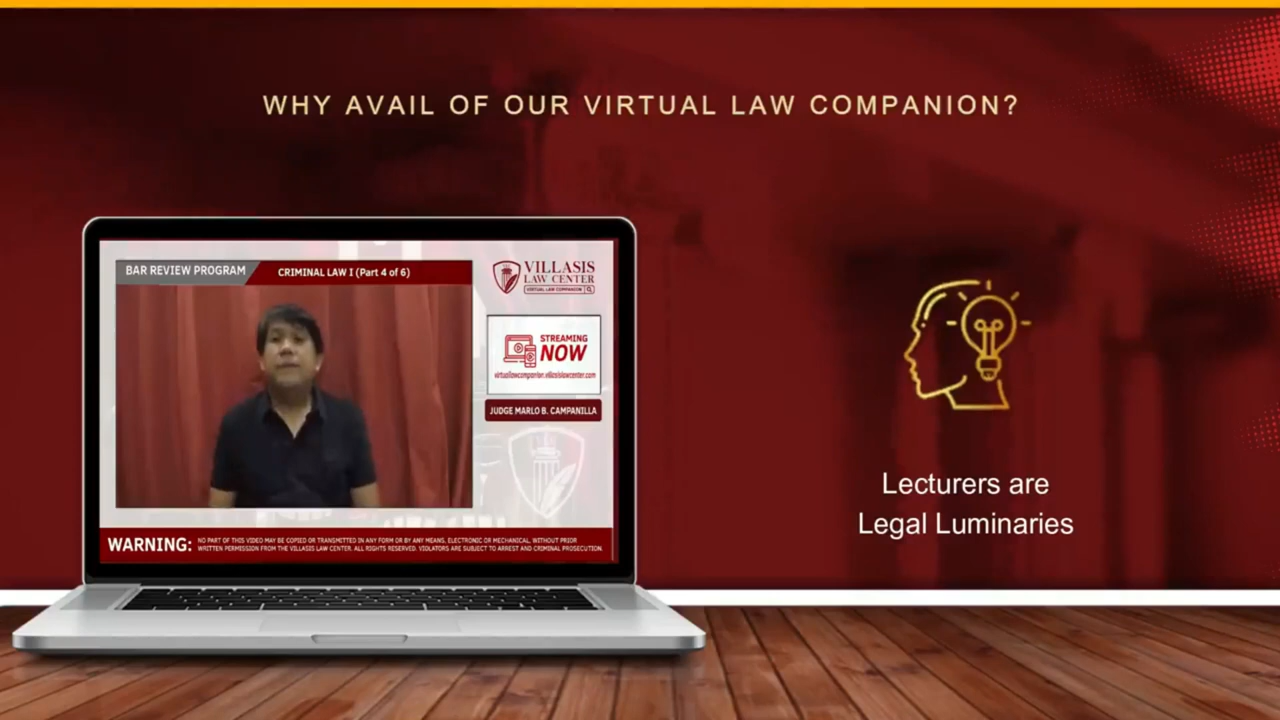 WHY AVAIL OF OUR VIRTUAL LAW COMPANION?
BAR REVIEW PROGRAM
CRIMINAL LAW I (Part 4 of 6)
VILLASIS
LAW CENTER
VIRTUAL LAW COMPANION
STREAMING
NOW
virtuallawcompanion.villasislawcenter.com
JUDGE MARLO B. CAMPANILLA
WARNING:
NO PART OF THIS VIDEO MAY BE COPIED OR TRANSMITTED IN ANY FORM OR BY ANY MEANS, ELECTRONIC OR MECHANICAL, WITHOUT PRIOR
WRITTEN PERMISSION FROM THE VILLASIS LAW CENTER. ALL RIGHTS RESERVED. VIOLATORS ARE SUBJECT TO ARREST AND CRIMINAL PROSECUTION.
Lecturers are
Legal Luminaries